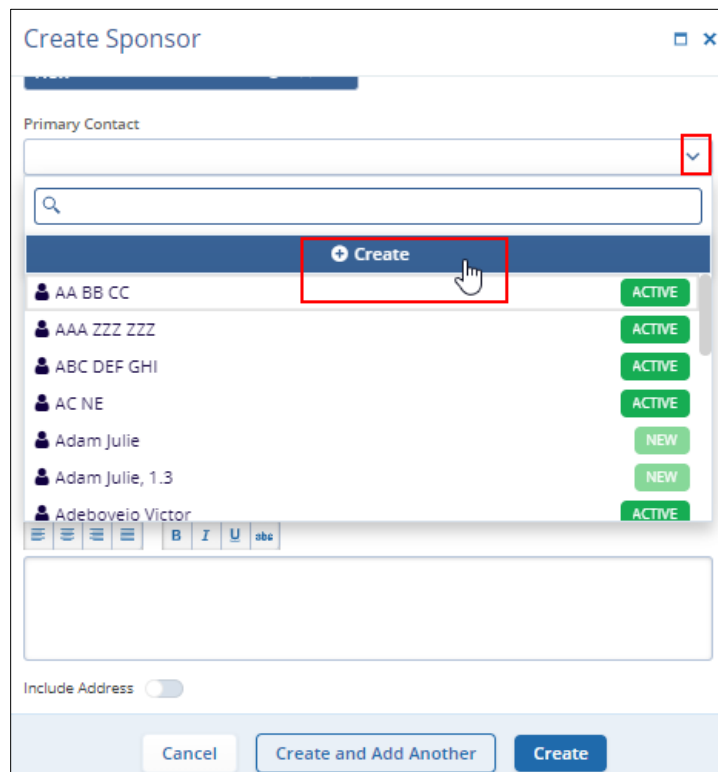 Create Sponsor
Primary Contact
Create
AA BB CC ACTIVE
AAA ZZZ ZZZ ACTIVE
ABC DEF GHI ACTIVE
AC NE ACTIVE
Adam Julie NEW
Adam Julie, 1.3 NEW
Adeboveio Victor ACTIVE
B I U abc
Include Address
Cancel Create and Add Another Create